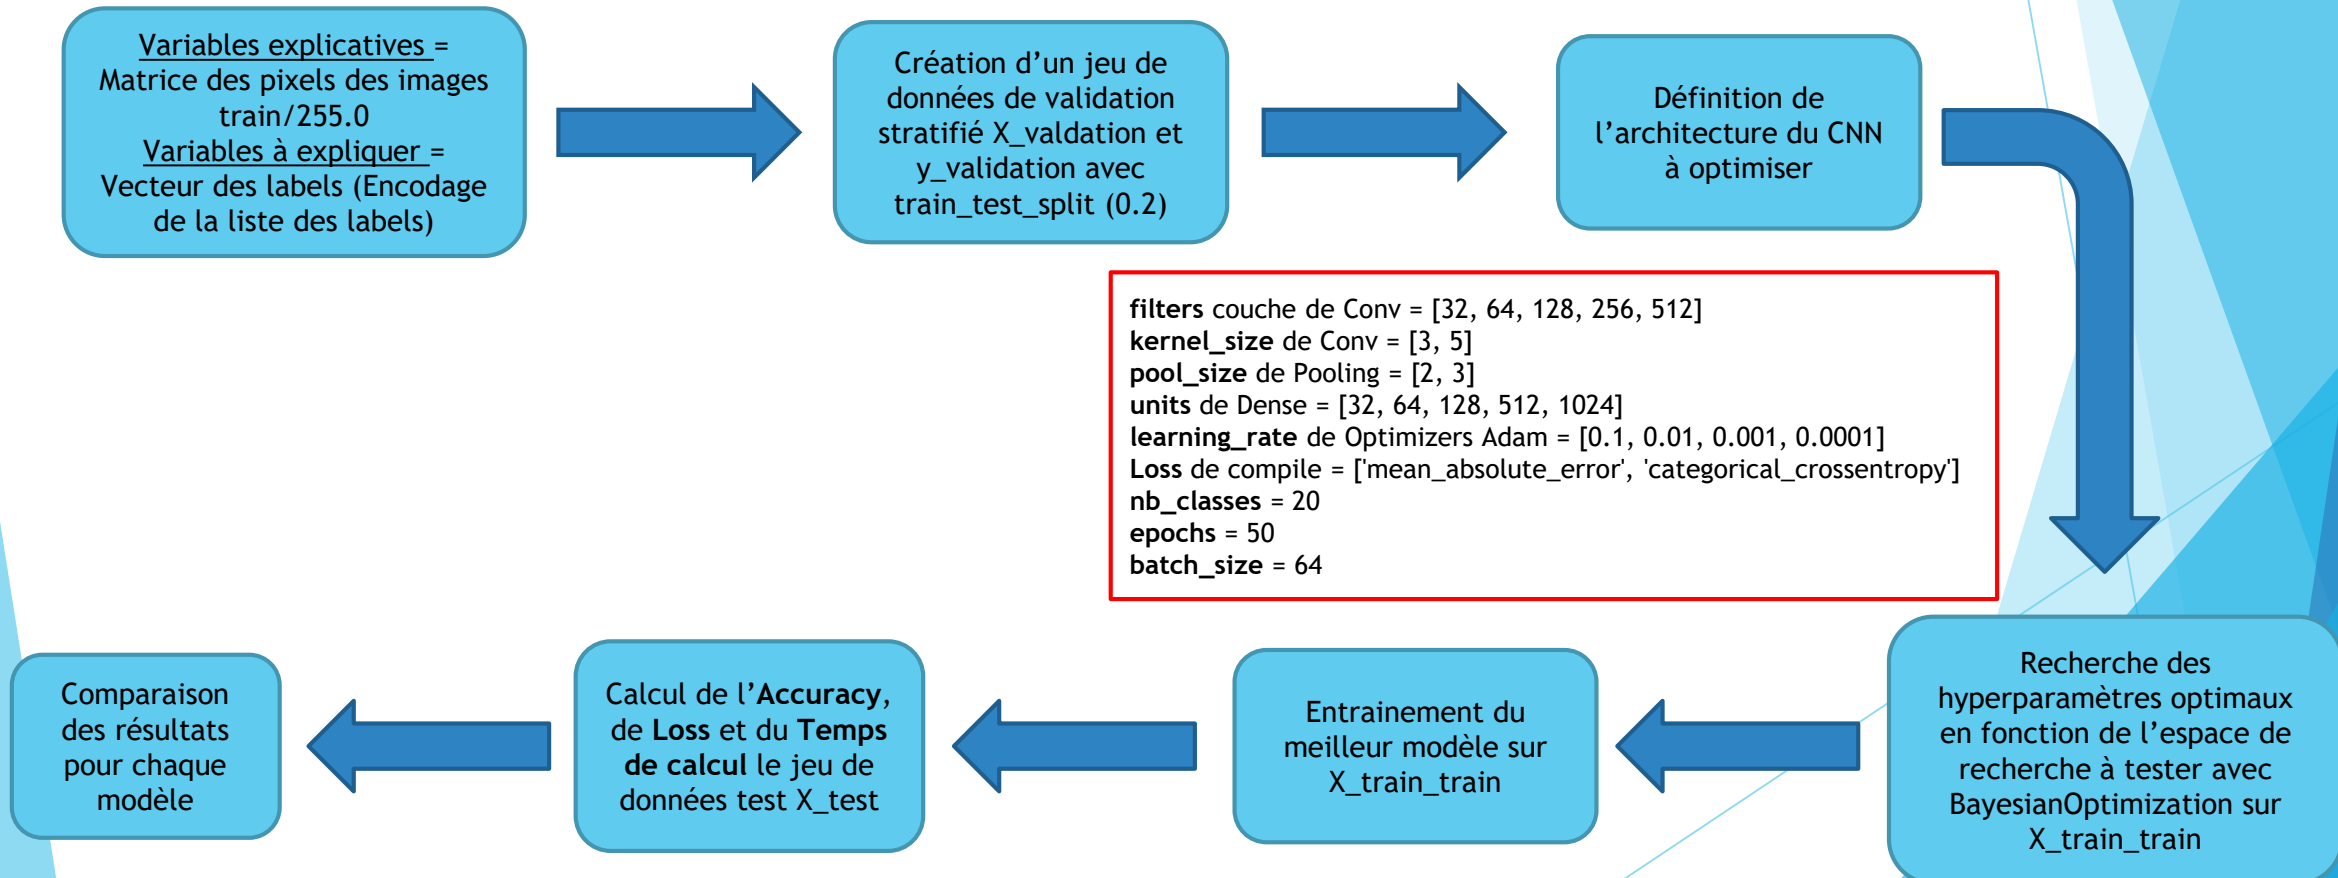 Variables explicatives =
Matrice des pixels des images
train/255.0
Variables à expliquer =
Vecteur des labels (Encodage
de la liste des labels)
Création d’un jeu de
données de validation
stratifié X_valdation et
y_validation avec
train_test_split (0.2)
Définition de
l’architecture du CNN
à optimiser
filters couche de Conv = [32, 64, 128, 256, 512]
kernel_size de Conv = [3, 5]
pool_size de Pooling = [2, 3]
units de Dense = [32, 64, 128, 512, 1024]
learning_rate de Optimizers Adam = [0.1, 0.01, 0.001, 0.0001]
Loss de compile = ['mean_absolute_error', 'categorical_crossentropy']
nb_classes = 20
epochs = 50
batch_size = 64
Recherche des
hyperparamètres optimaux
en fonction de l’espace de
recherche à tester avec
BayesianOptimization sur
X_train_train
Entrainement du
meilleur modèle sur
X_train_train
Calcul de l’Accuracy,
de Loss et du Temps
de calcul le jeu de
données test X_test
Comparaison
des résultats
pour chaque
modèle